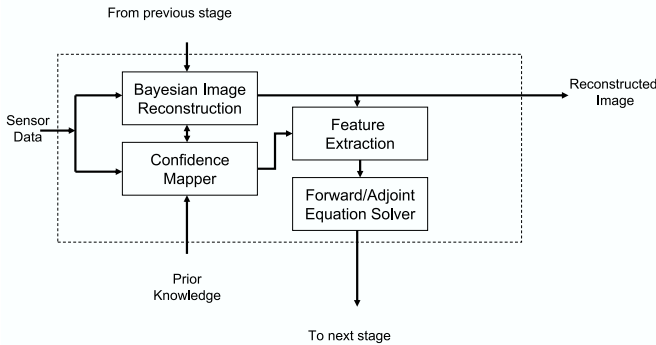 From previous stage
Bayesian Image
Reconstruction
Reconstructed
Image
Sensor
Data
Feature
Extraction
Confidence
Mapper
Forward/Adjoint
Equation Solver
Prior
Knowledge
To next stage